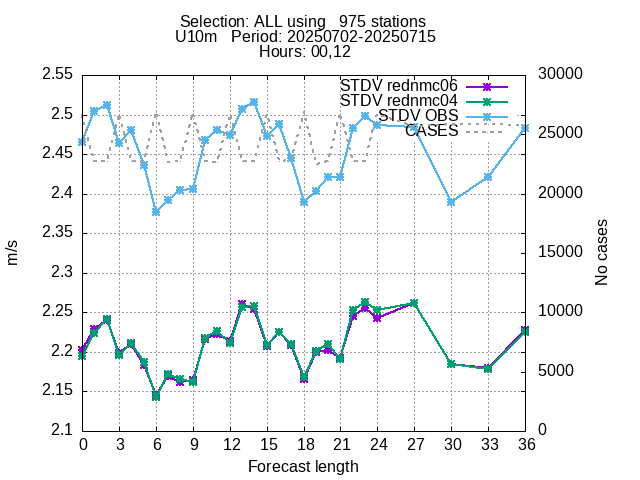 Selection: ALL using   975 stations
U10m   Period: 20250702-20250715
Hours: 00,12
STDV rednmc06
STDV rednmc04
STDV OBS
CASES
2.55
2.5
2.45
2.4
2.35
2.3
2.25
2.2
2.15
2.1
30000
25000
20000
15000
10000
5000
0
m/s
No cases
0 3 6 9 12 15 18 21 24 27 30 33 36
Forecast length